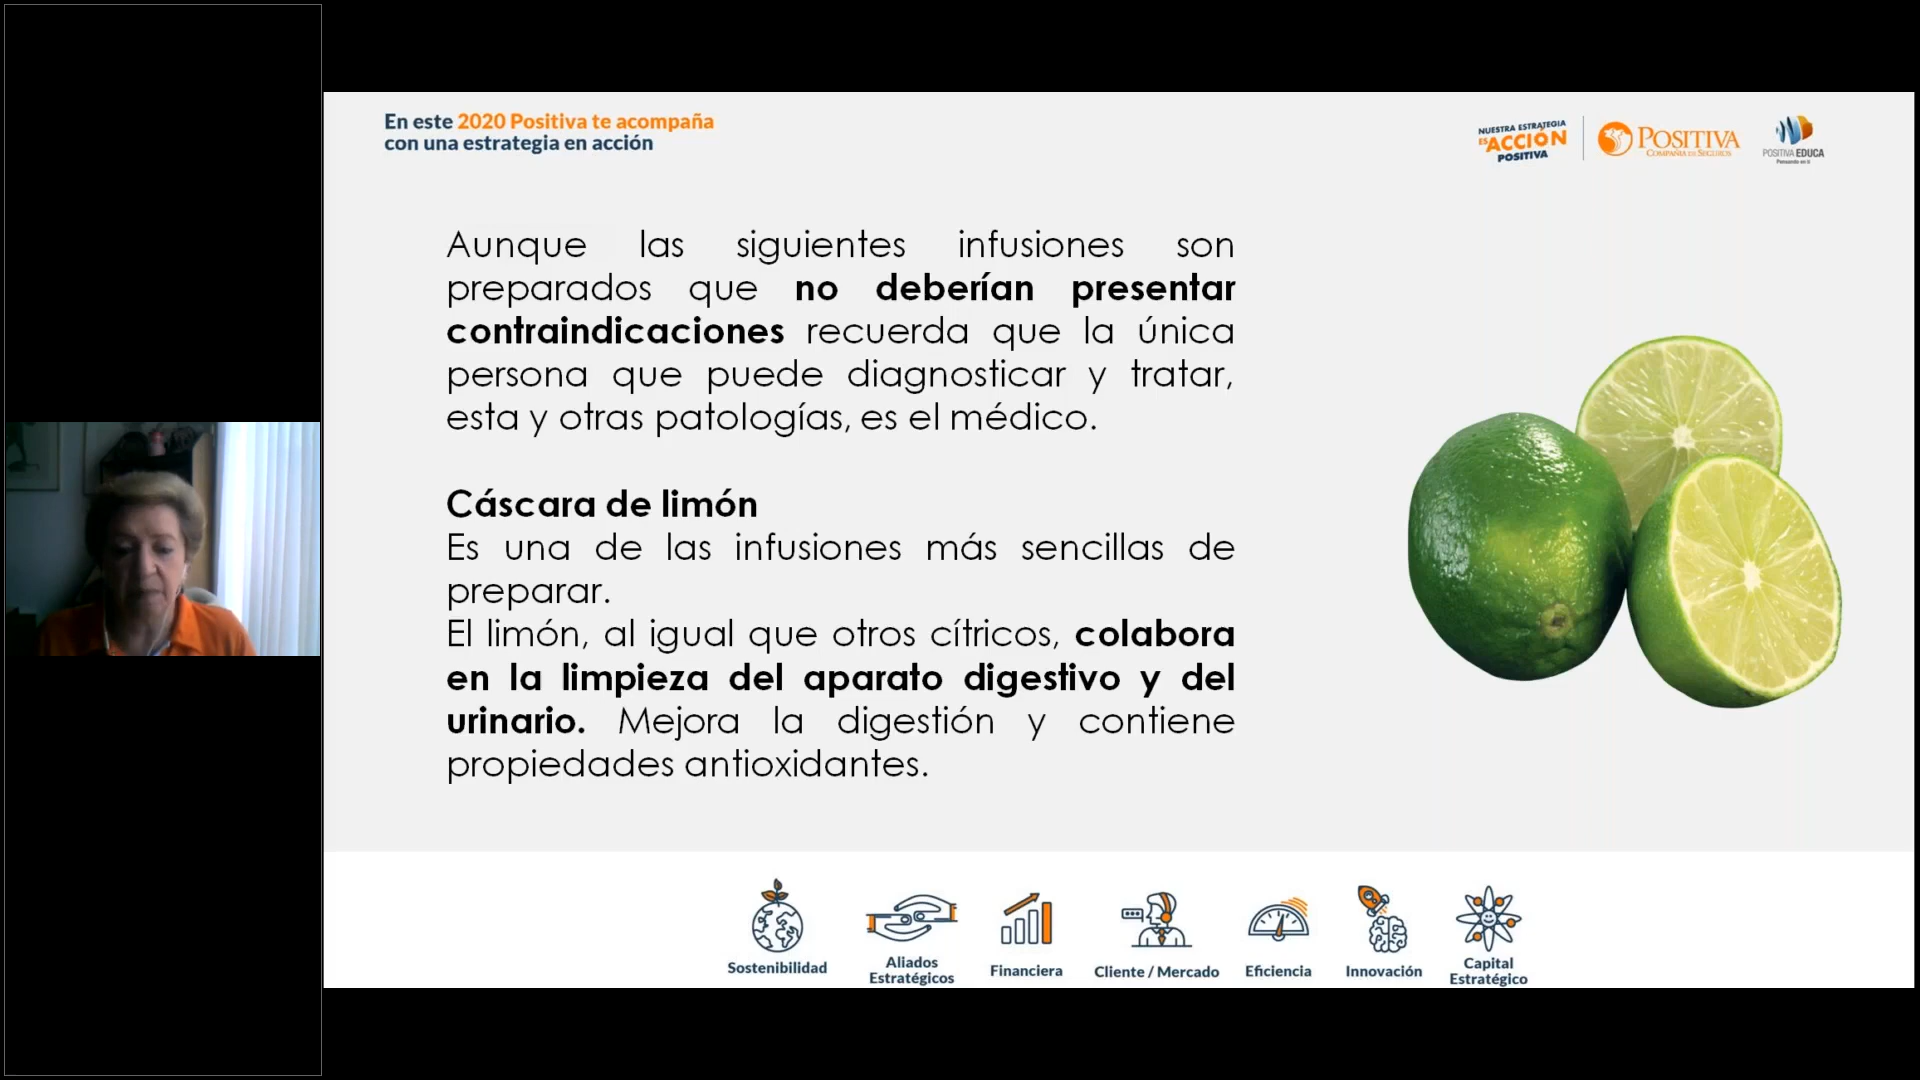 En este 2020 Positiva te acompaña
con una estrategia en acción
NUESTRA ESTRATEGIA
ES ACCIÓN
POSITIVA
POSITIVA
COMPAÑÍA DE SEGUROS
POSITIVA EDUCA
Pensando en ti
Aunque las siguientes infusiones son
preparados que no deberían presentar
contraindicaciones recuerda que la única
persona que puede diagnosticar y tratar,
esta y otras patologías, es el médico.
Cáscara de limón
Es una de las infusiones más sencillas de
preparar.
El limón, al igual que otros cítricos, colabora
en la limpieza del aparato digestivo y del
urinario. Mejora la digestión y contiene
propiedades antioxidantes.
Sostenibilidad
Aliados
Estratégicos
Financiera
Cliente / Mercado
Eficiencia
Innovación
Capital
Estratégico